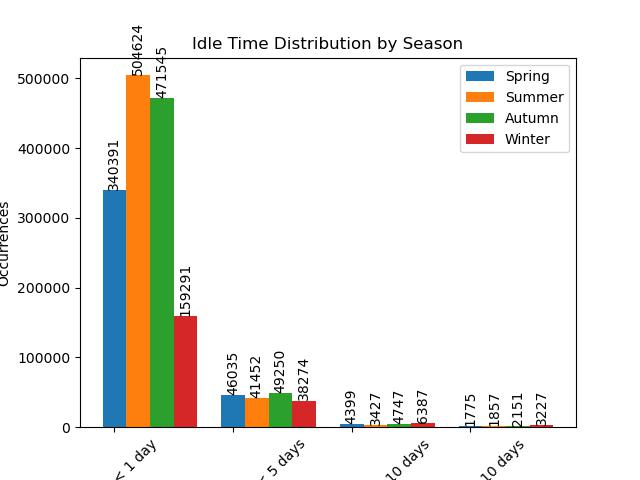 Idle Time Distribution by Season
Spring
Summer
Autumn
Winter
Occurrences
500000
400000
300000
200000
100000
0
340391
504624
471545
159291
46035
41452
49250
38274
4399
3427
4747
6387
1775
1857
2151
3227
< 1 day
< 5 days
10 days
10 days